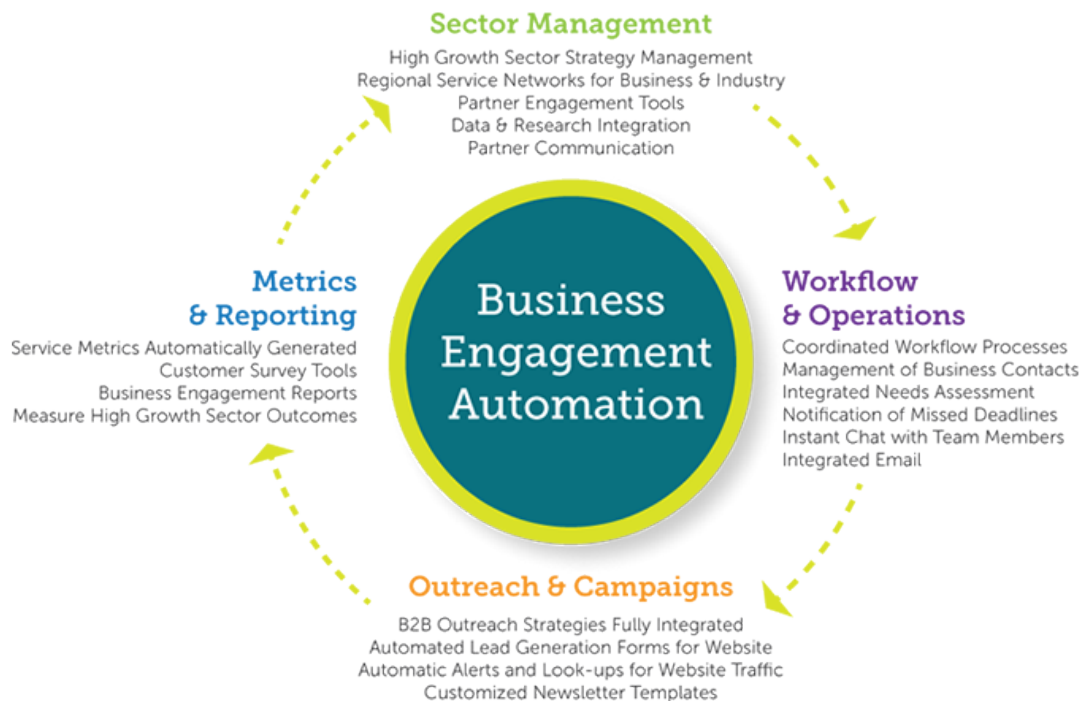 Sector Management
High Growth Sector Strategy Management
Regional Service Networks for Business & Industry
Partner Engagement Tools
Data & Research Integration
Partner Communication
Metrics
& Reporting
Service Metrics Automatically Generated
Customer Survey Tools
Business Engagement Reports
Measure High Growth Sector Outcomes
Business
Engagement
Automation
Workflow
& Operations
Coordinated Workflow Processes
Management of Business Contacts
Integrated Needs Assessment
Notification of Missed Deadlines
Instant Chat with Team Members
Integrated Email
Outreach & Campaigns
B2B Outreach Strategies Fully Integrated
Automated Lead Generation Forms for Website
Automatic Alerts and Look-ups for Website Traffic
Customized Newsletter Templates